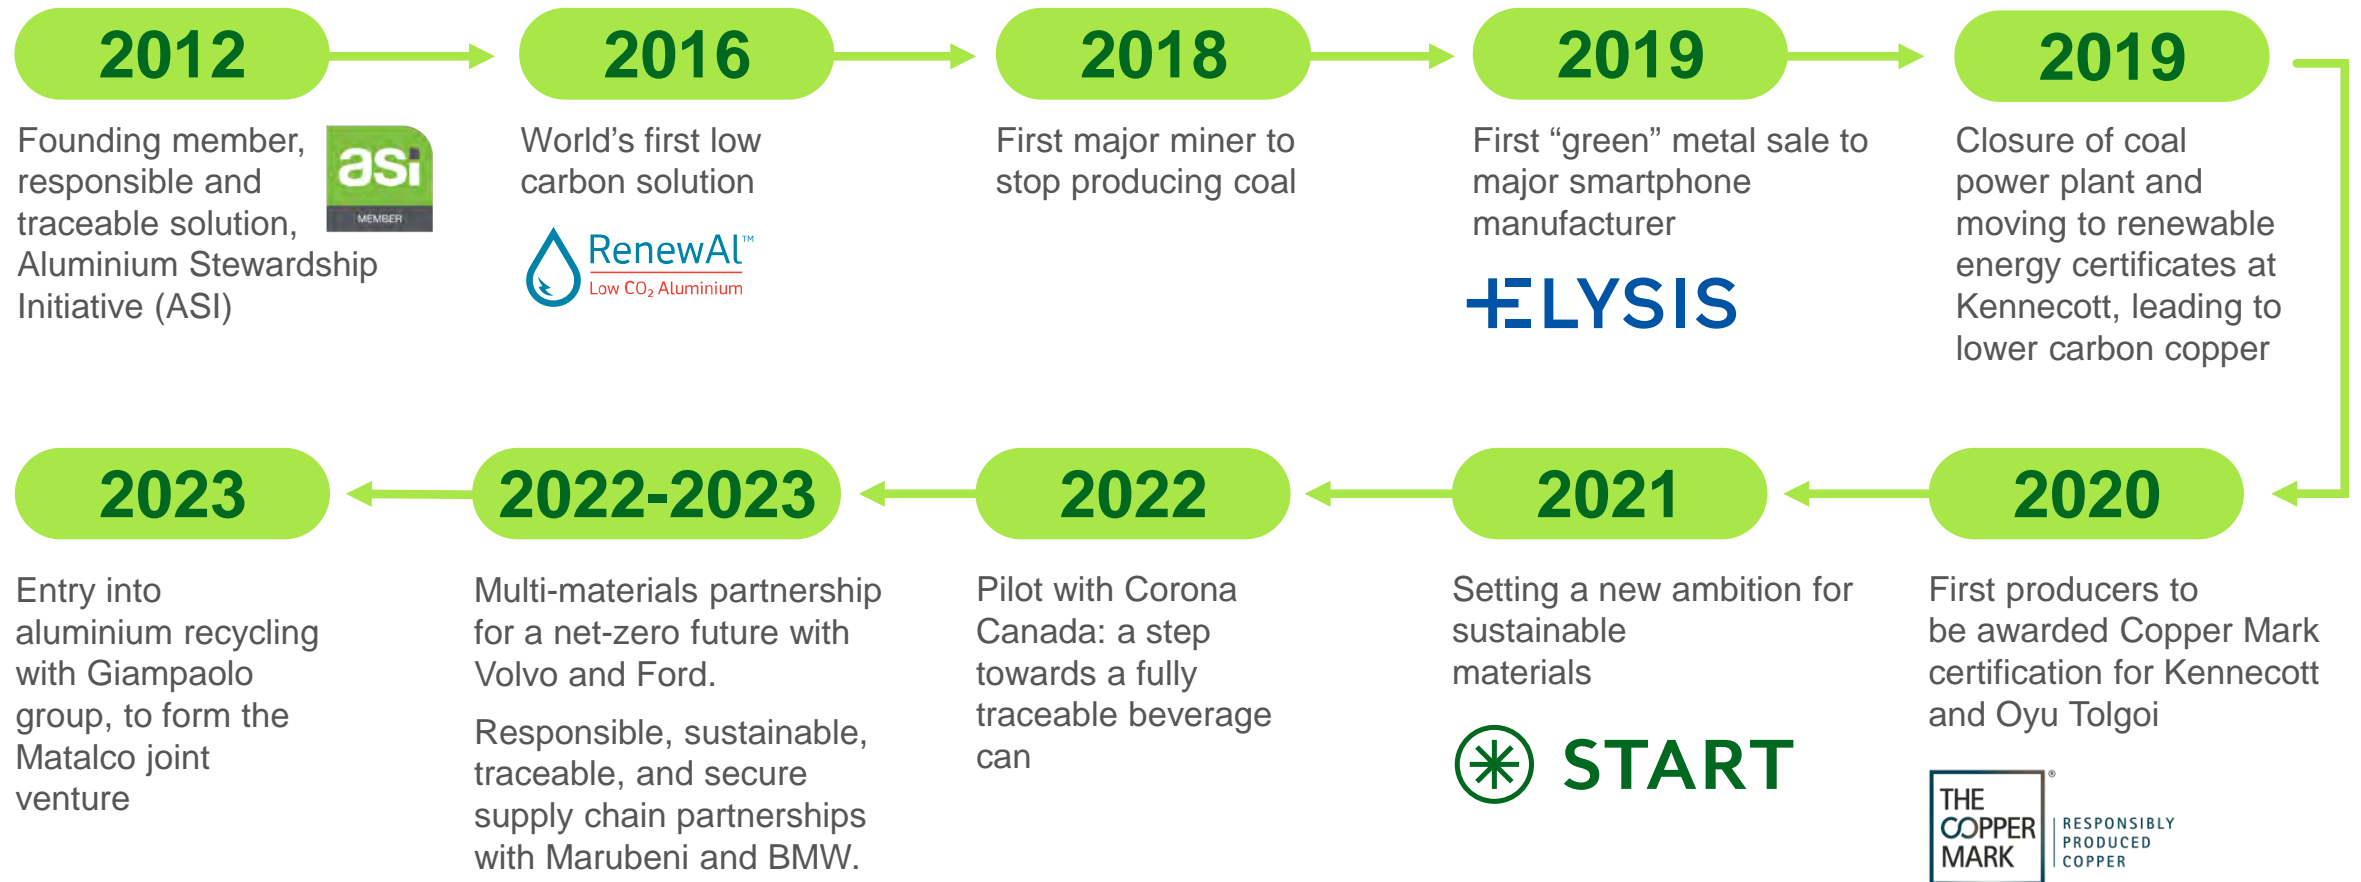 2012
Founding member,
responsible and
traceable solution,
Aluminium Stewardship
Initiative (ASI)
asi
MEMBER
2016
World's first low
carbon solution
RenewAl™
Low CO₂ Aluminium
2018
First major miner to
stop producing coal
2019
First “green” metal sale to
major smartphone
manufacturer
ELYSIS
2019
Closure of coal
power plant and
moving to renewable
energy certificates at
Kennecott, leading to
lower carbon copper
2020
First producers to
be awarded Copper Mark
certification for Kennecott
and Oyu Tolgoi
THE
COPPER
MARK
®
RESPONSIBLY
PRODUCED
COPPER
2021
Setting a new ambition for
sustainable
materials
START
2022
Pilot with Corona
Canada: a step
towards a fully
traceable beverage
can
2022-2023
Multi-materials partnership
for a net-zero future with
Volvo and Ford.
Responsible, sustainable,
traceable, and secure
supply chain partnerships
with Marubeni and BMW.
2023
Entry into
aluminium recycling
with Giampaolo
group, to form the
Matalco joint
venture